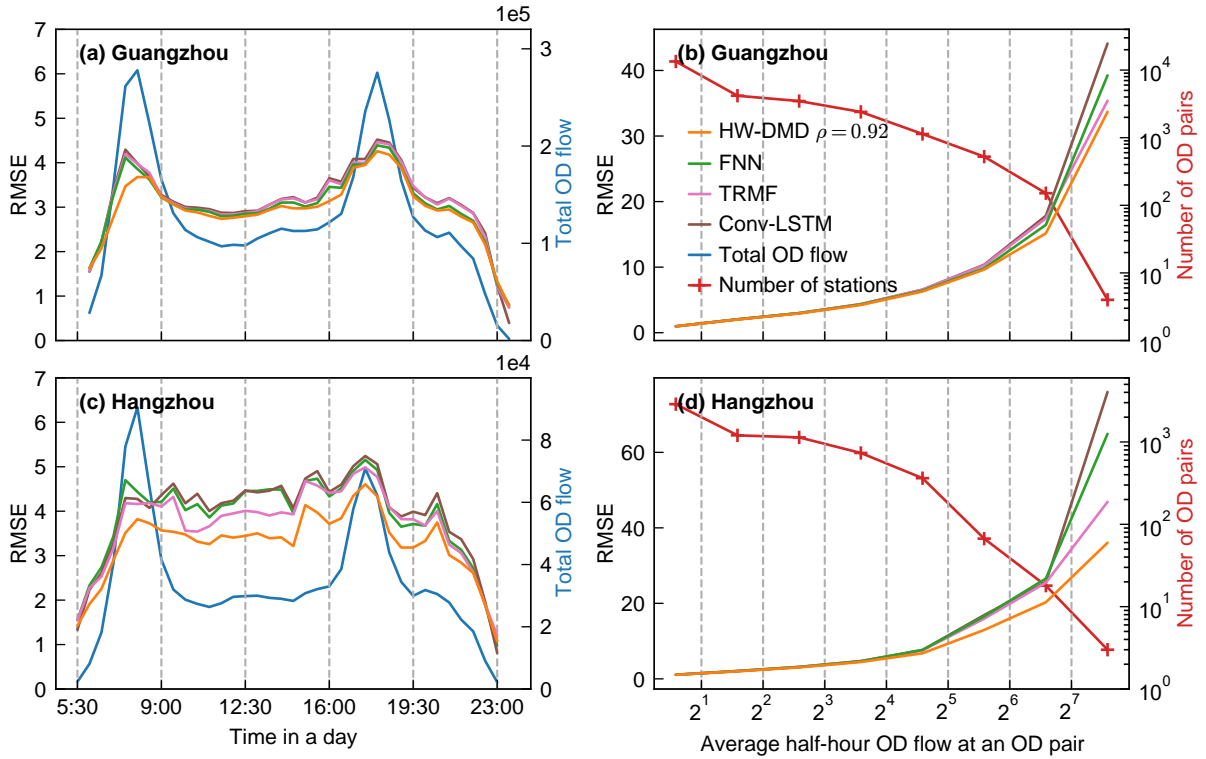 1e5
(a) Guangzhou
7
6
5
4
3
2
1
0
RMSE
3
2
1
0
Total OD flow
(b) Guangzhou
40
30
20
10
0
RMSE
HW-DMD ρ = 0.92
FNN
TRMF
Conv-LSTM
Total OD flow
Number of stations
10^4
10^3
10^2
10^1
10^0
Number of OD pairs
1e4
(c) Hangzhou
7
6
5
4
3
2
1
0
RMSE
8
6
4
2
0
Total OD flow
5:30 9:00 12:30 16:00 19:30 23:00
Time in a day
(d) Hangzhou
60
40
20
0
RMSE
10^3
10^2
10^1
10^0
Number of OD pairs
2^1 2^2 2^3 2^4 2^5 2^6 2^7
Average half-hour OD flow at an OD pair